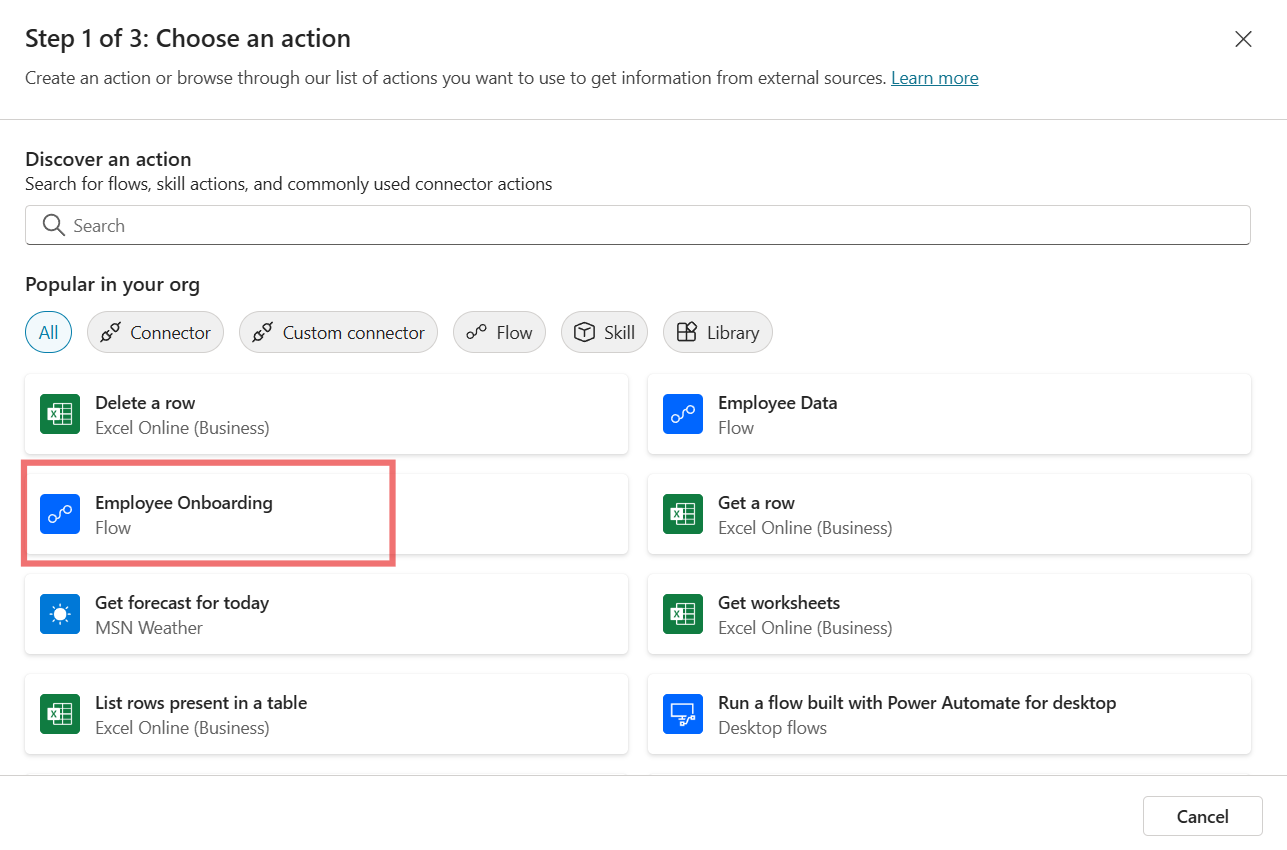 Step 1 of 3: Choose an action
Create an action or browse through our list of actions you want to use to get information from external sources. Learn more
Discover an action
Search for flows, skill actions, and commonly used connector actions
Search
Popular in your org
All Connector Custom connector Flow Skill Library
Delete a row
Excel Online (Business)
Employee Data
Flow
Employee Onboarding
Flow
Get a row
Excel Online (Business)
Get forecast for today
MSN Weather
Get worksheets
Excel Online (Business)
List rows present in a table
Excel Online (Business)
Run a flow built with Power Automate for desktop
Desktop flows
Cancel